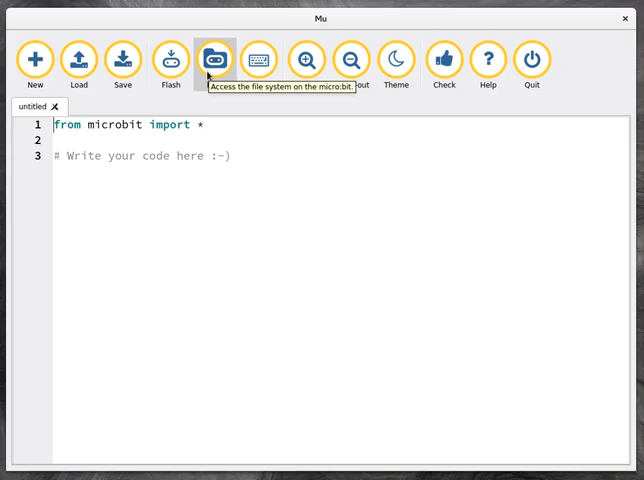 Mu
New Load Save Flash Theme Check Help Quit
Access the file system on the micro:bit.
untitled
1 from microbit import *
2
3 # Write your code here :-)